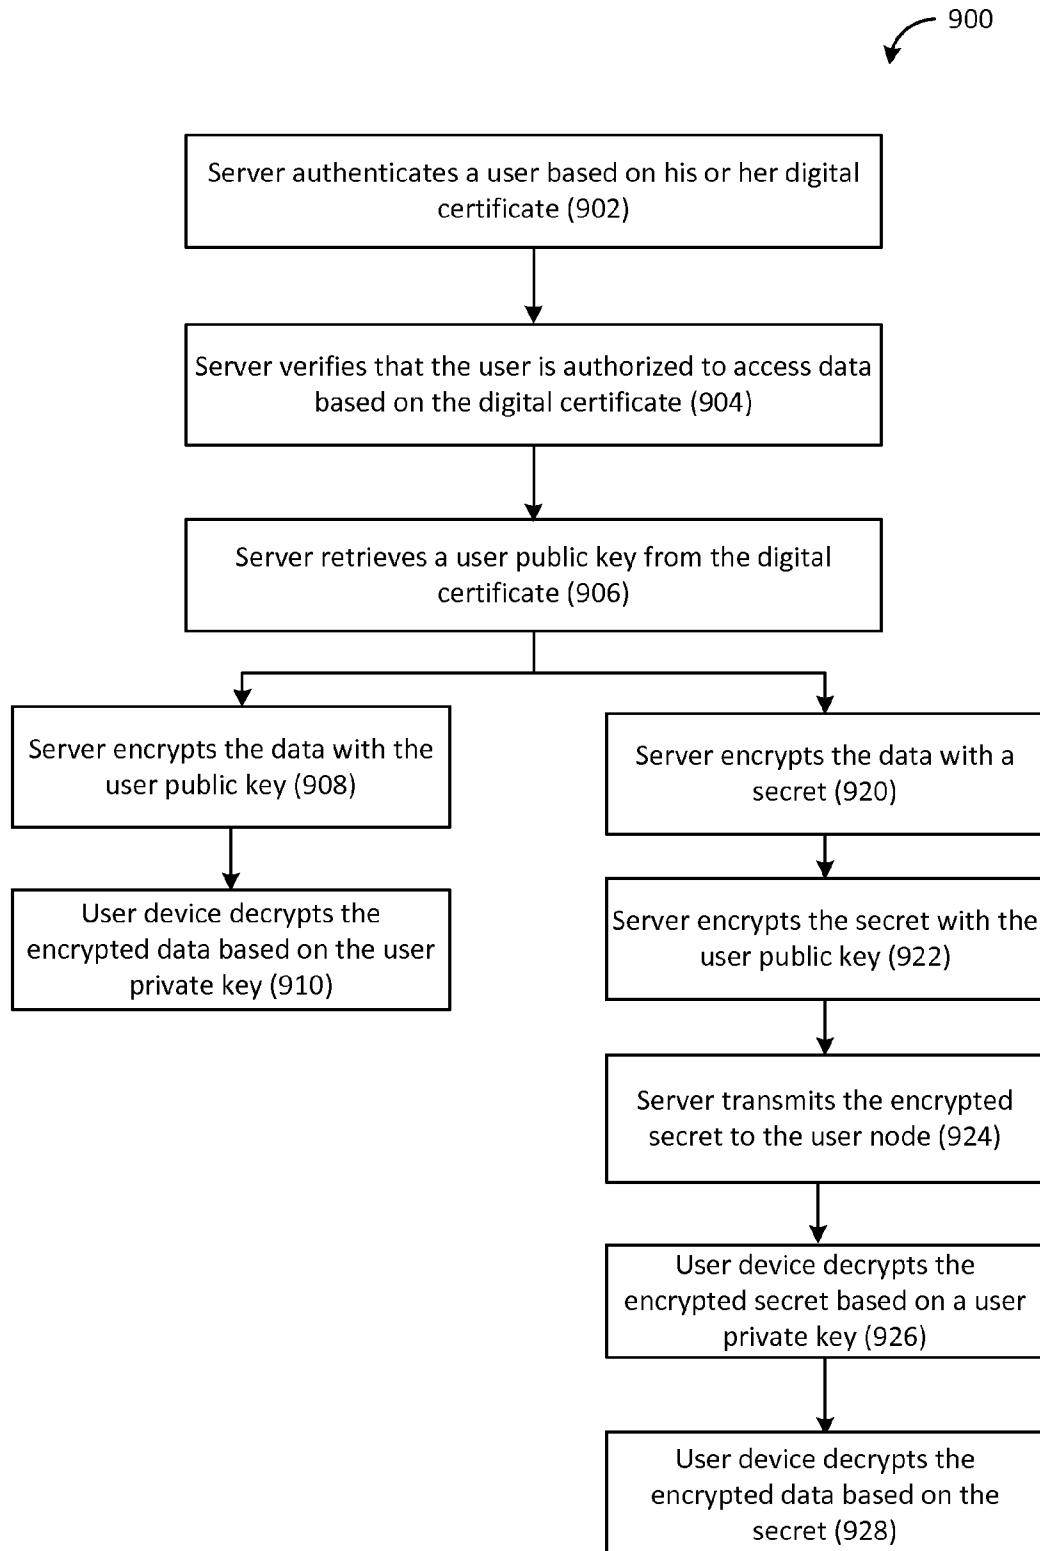 900
Server authenticates a user based on his or her digital
certificate (902)
Server verifies that the user is authorized to access data
based on the digital certificate (904)
Server retrieves a user public key from the digital
certificate (906)
Server encrypts the data with the
user public key (908)
User device decrypts the
encrypted data based on the user
private key (910)
Server encrypts the data with a
secret (920)
Server encrypts the secret with the
user public key (922)
Server transmits the encrypted
secret to the user node (924)
User device decrypts the
encrypted secret based on a user
private key (926)
User device decrypts the
encrypted data based on the
secret (928)